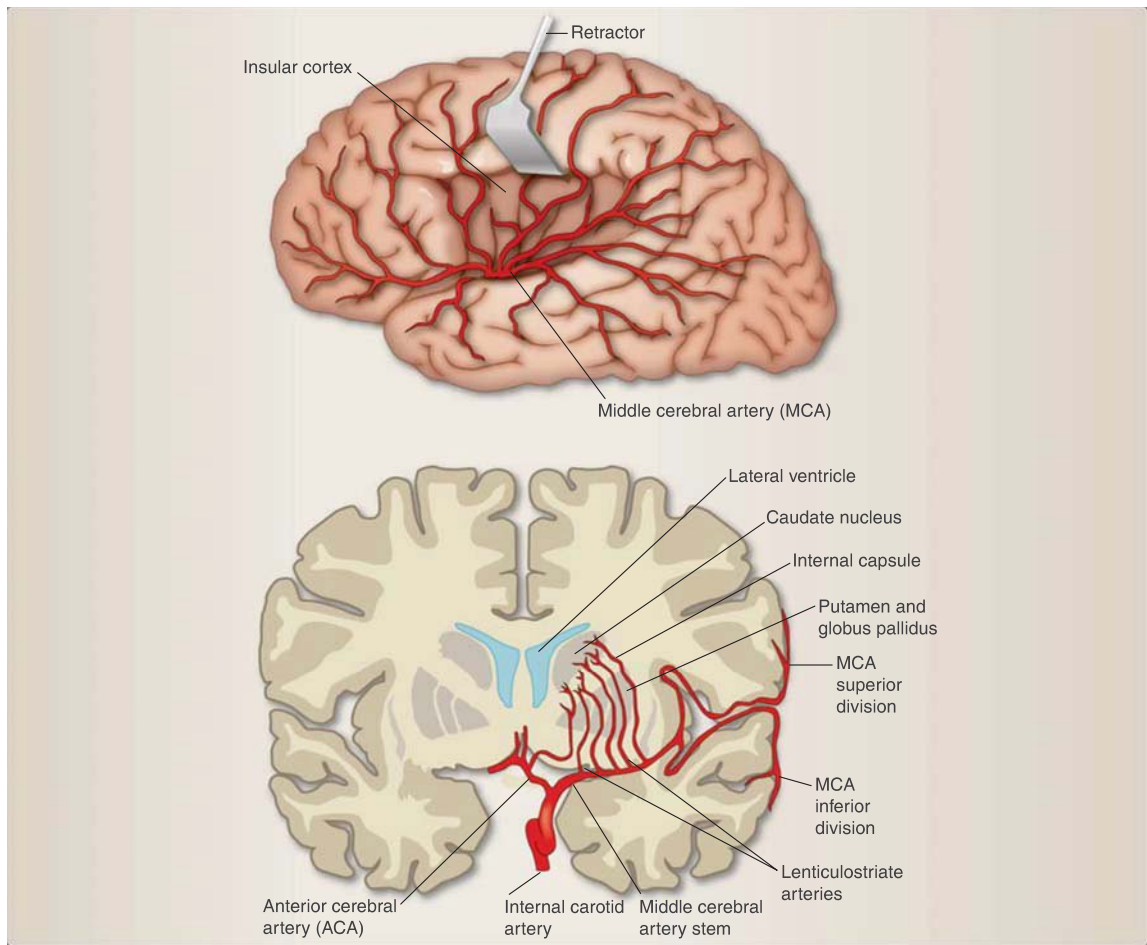 Retractor
Insular cortex
Middle cerebral artery (MCA)
Lateral ventricle
Caudate nucleus
Internal capsule
Putamen and
globus pallidus
MCA
superior
division
MCA
inferior
division
Lenticulostriate
arteries
Anterior cerebral
artery (ACA)
Internal carotid
artery
Middle cerebral
artery stem